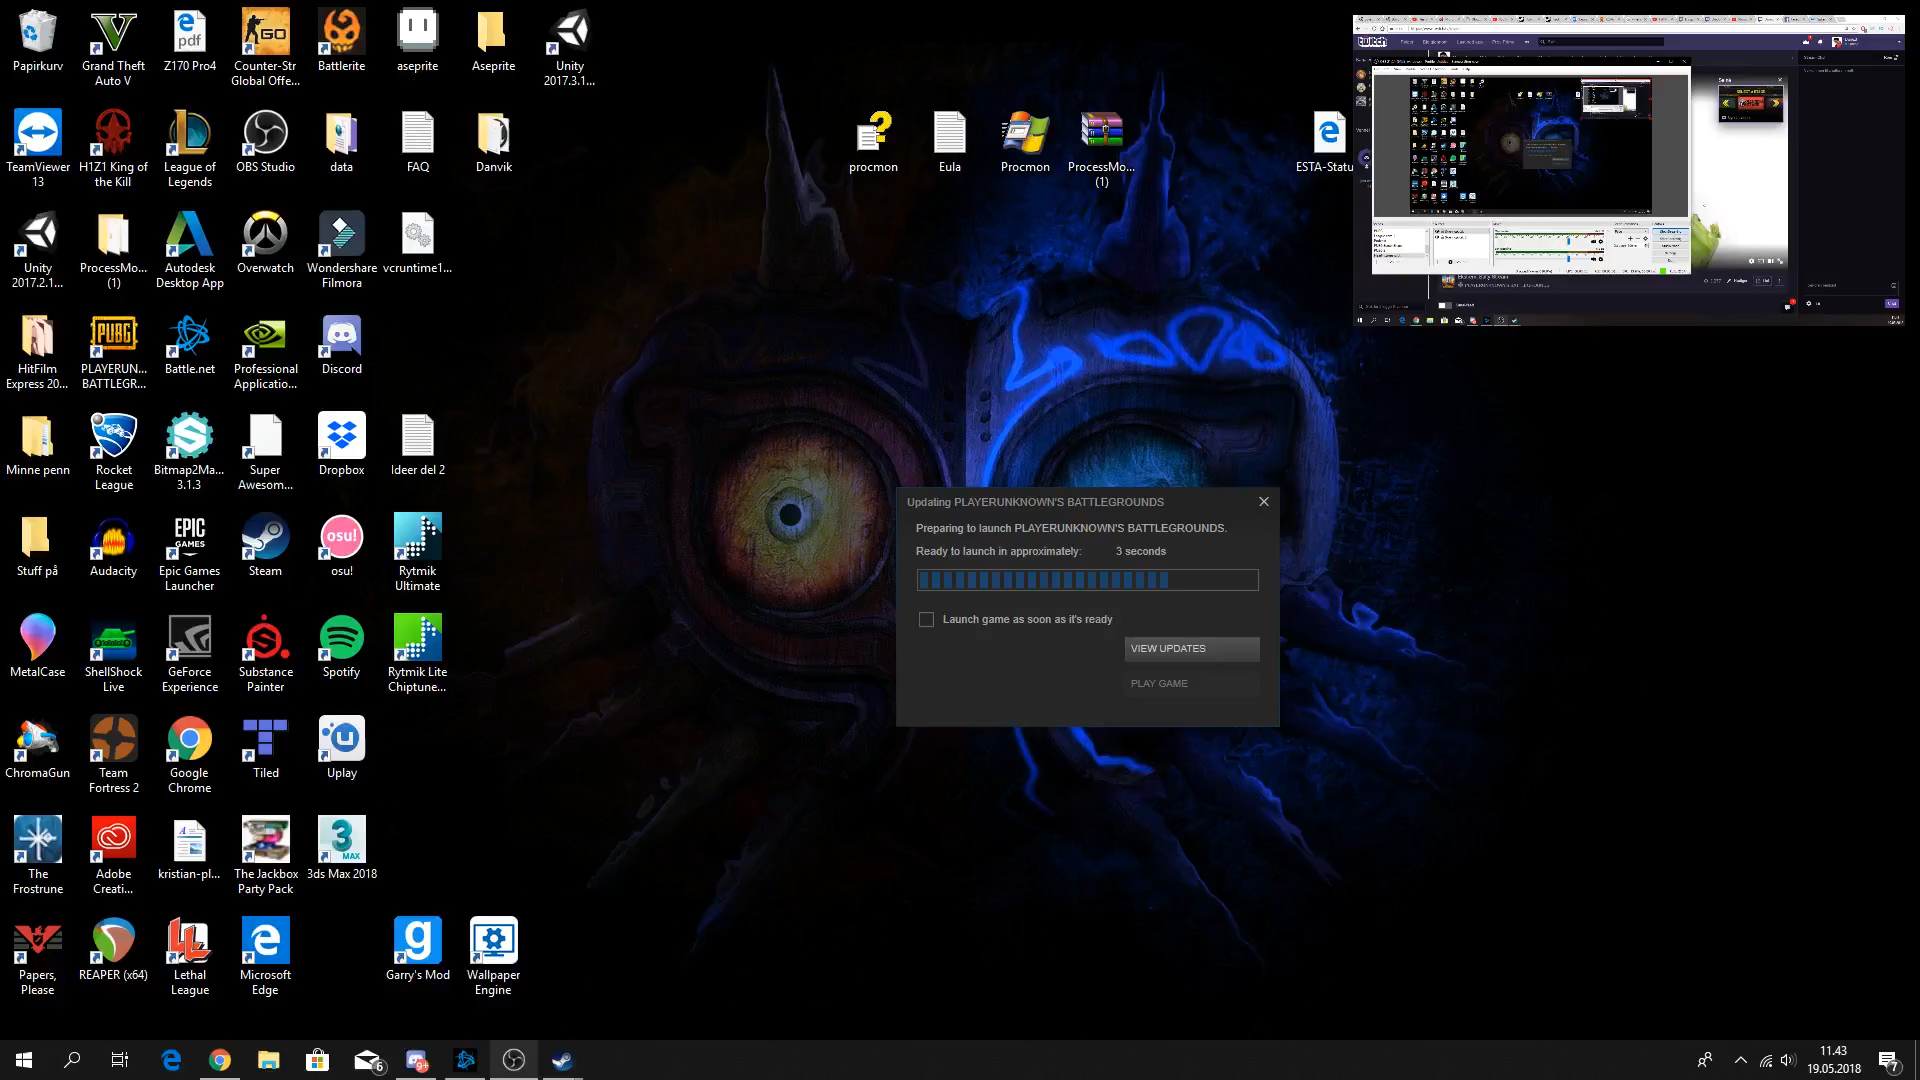 Papirkurv
Grand Theft
Auto V
Z170 Pro4
Counter-Str
Global Offe...
Battlerite
aseprite
Aseprite
Unity
2017.3.1...
TeamViewer
13
H1Z1 King of
the Kill
League of
Legends
OBS Studio
data
FAQ
Danvik
procmon
Eula
Procmon
ProcessMo...
(1)
ESTA-Statu
Unity
2017.2.1...
ProcessMo...
(1)
Autodesk
Desktop App
Overwatch
Wondershare
Filmora
vcruntime1...
HitFilm
Express 20...
PLAYERUN...
BATTLEGR...
Battle.net
Professional
Applicatio...
Discord
Minne penn
Rocket
League
Bitmap2Ma...
3.1.3
Super
Awesom...
Dropbox
Ideer del 2
Stuff på
Audacity
Epic Games
Launcher
Steam
osu!
Rytmik
Ultimate
MetalCase
ShellShock
Live
GeForce
Experience
Substance
Painter
Spotify
Rytmik Lite
Chiptune...
ChromaGun
Team
Fortress 2
Google
Chrome
Tiled
Uplay
The
Frostrune
Adobe
Creati...
kristian-pl...
The Jackbox
Party Pack
3ds Max 2018
Papers,
Please
REAPER (x64)
Lethal
League
Microsoft
Edge
Garry's Mod
Wallpaper
Engine
Updating PLAYERUNKNOWN'S BATTLEGROUNDS
Preparing to launch PLAYERUNKNOWN'S BATTLEGROUNDS.
Ready to launch in approximately: 3 seconds
Launch game as soon as it's ready
VIEW UPDATES
PLAY GAME
11.43
19.05.2018